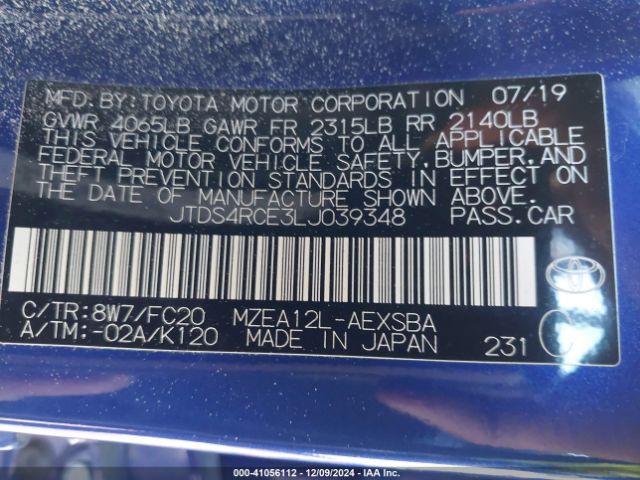 MFD.BY:TOYOTA MOTOR CORPORATION 07/19
GVWR 4065LB GAWR FR 2315LB RR 2140LB
THIS VEHICLE CONFORMS TO ALL APPLICABLE
FEDERAL MOTOR VEHICLE SAFETY,BUMPER,AND
THEFT PREVENTION STANDARDS IN EFFECT ON
THE DATE OF MANUFACTURE SHOWN ABOVE.
JTDS4RCE3LJ039348 PASS.CAR
C/TR:8W7/FC20 MZEA12L-AEXSBA
A/TM:-02A/K120 MADE IN JAPAN 231
000-41056112 - 12/09/2024 - IAA Inc.